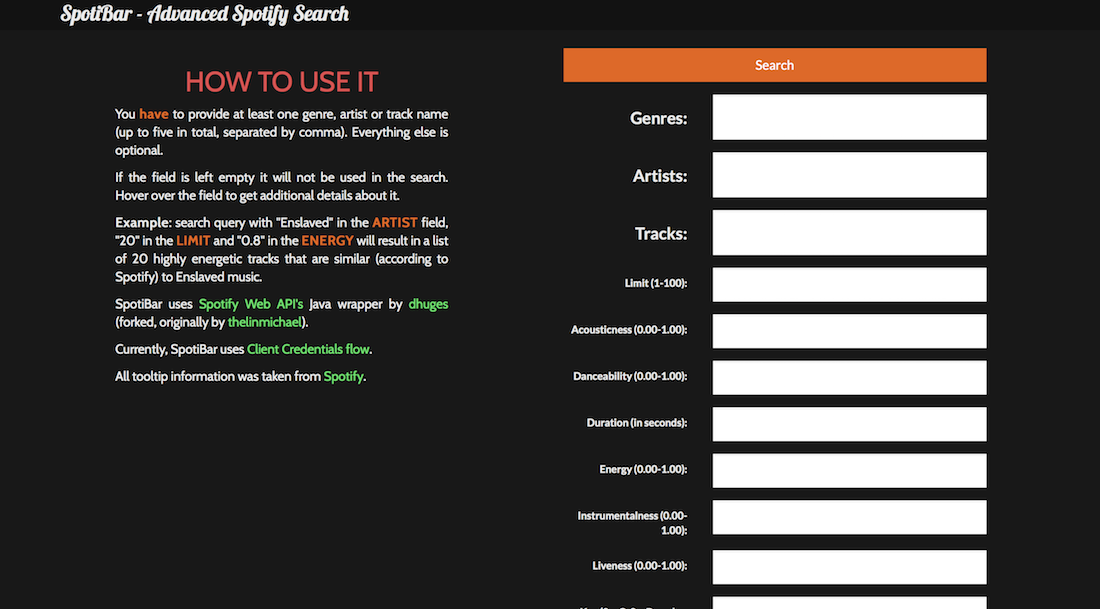 SpotiBar - Advanced Spotify Search
HOW TO USE IT
You have to provide at least one genre, artist or track name
(up to five in total, separated by comma). Everything else is
optional.
If the field is left empty it will not be used in the search.
Hover over the field to get additional details about it.
Example: search query with "Enslaved" in the ARTIST field,
"20" in the LIMIT and "0.8" in the ENERGY will result in a list
of 20 highly energetic tracks that are similar (according to
Spotify) to Enslaved music.
SpotiBar uses Spotify Web API's Java wrapper by dhuges
(forked, originally by thelinmichael).
Currently, SpotiBar uses Client Credentials flow.
All tooltip information was taken from Spotify.
Search
Genres:
Artists:
Tracks:
Limit (1-100):
Acousticness (0.00-1.00):
Danceability (0.00-1.00):
Duration (in seconds):
Energy (0.00-1.00):
Instrumentalness (0.00-
1.00):
Liveness (0.00-1.00):